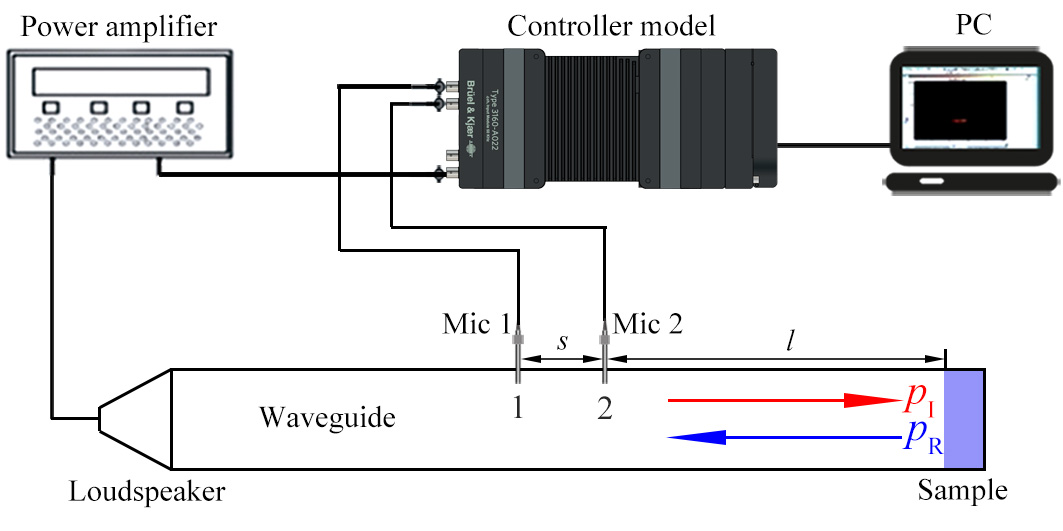 Power amplifier
Controller model
PC
Brüel & Kjær
Type 3160-A022
Mic 1
s
Mic 2
l
1
2
Waveguide
pI
pR
Loudspeaker
Sample